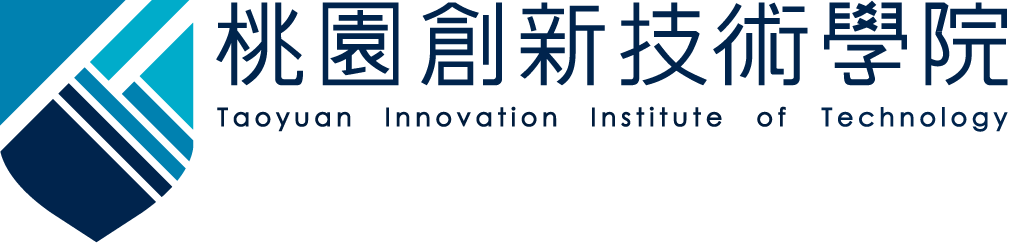 桃園創新技術學院
Taoyuan Innovation Institute of Technology